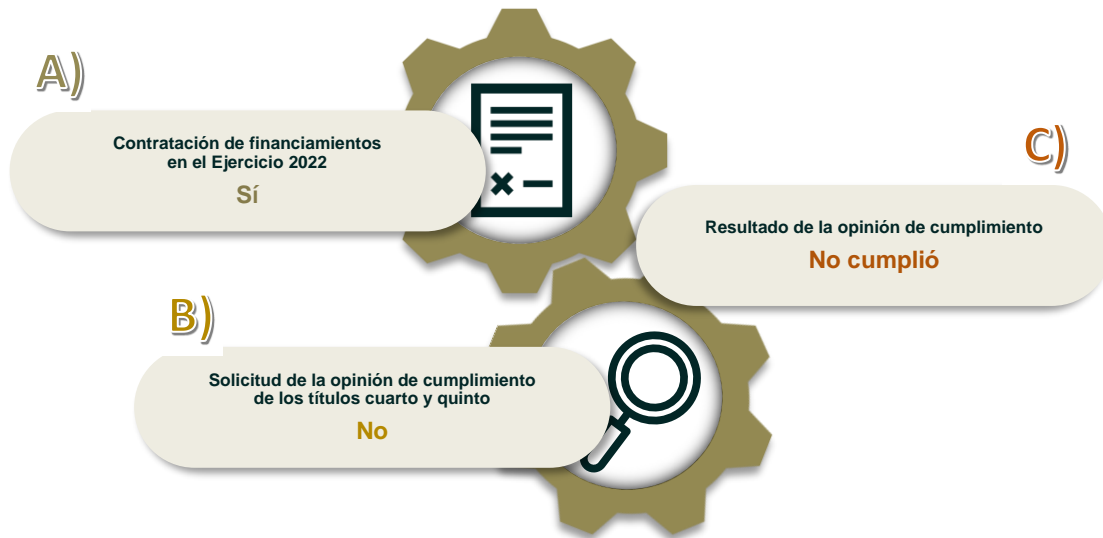 A)
Contratación de financiamientos
en el Ejercicio 2022
Sí
B)
Solicitud de la opinión de cumplimiento
de los títulos cuarto y quinto
No
C)
Resultado de la opinión de cumplimiento
No cumplió